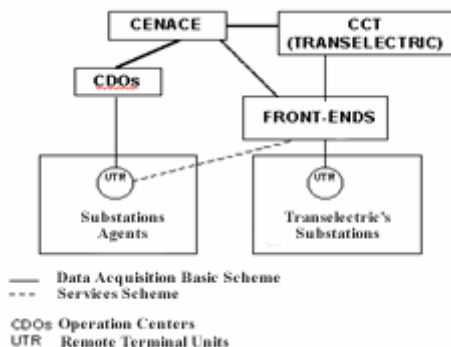 CENACE
CCT
(TRANSELECTRIC)
CDOs
FRONT-ENDS
UTR
UTR
Substations
Agents
Transelectric's
Substations
Data Acquisition Basic Scheme
Services Scheme
CDOs Operation Centers
UTR Remote Terminal Units